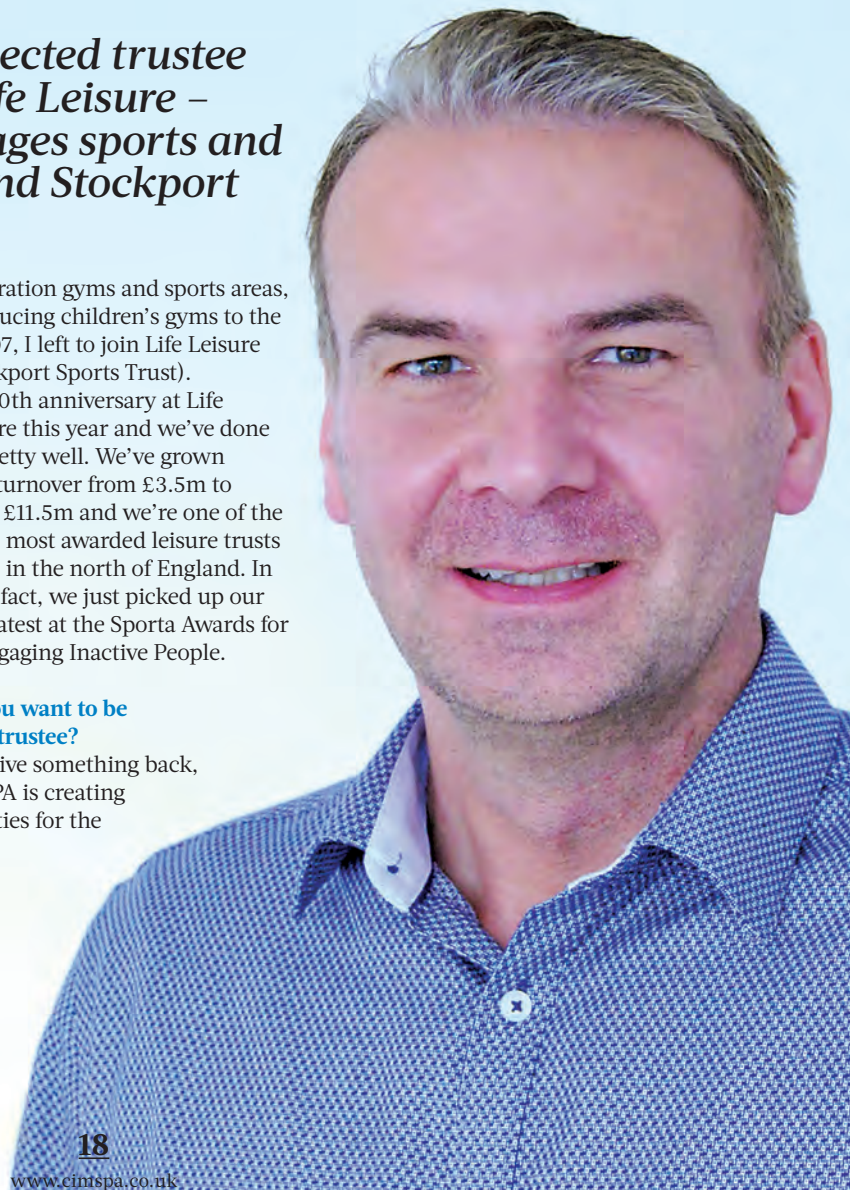 ected trustee
fe Leisure –
ages sports and
nd Stockport
ration gyms and sports areas,
ucing children's gyms to the
07, I left to join Life Leisure
kport Sports Trust).
0th anniversary at Life
re this year and we've done
etty well. We've grown
turnover from £3.5m to
£11.5m and we're one of the
most awarded leisure trusts
in the north of England. In
fact, we just picked up our
atest at the Sporta Awards for
gaging Inactive People.
ou want to be
trustee?
ive something back,
PA is creating
ties for the
18
www.cimspa.co.uk